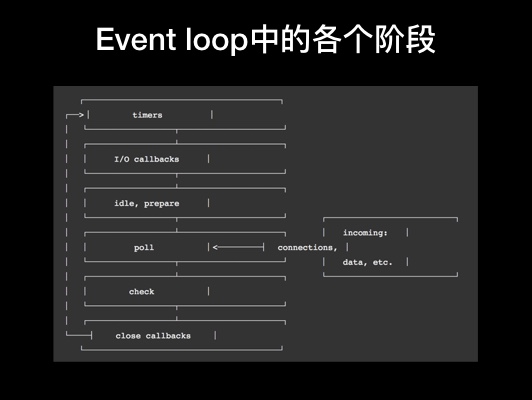 Event loop中的各个阶段
timers
I/O callbacks
idle, prepare
incoming:
poll
connections,
data, etc.
check
close callbacks